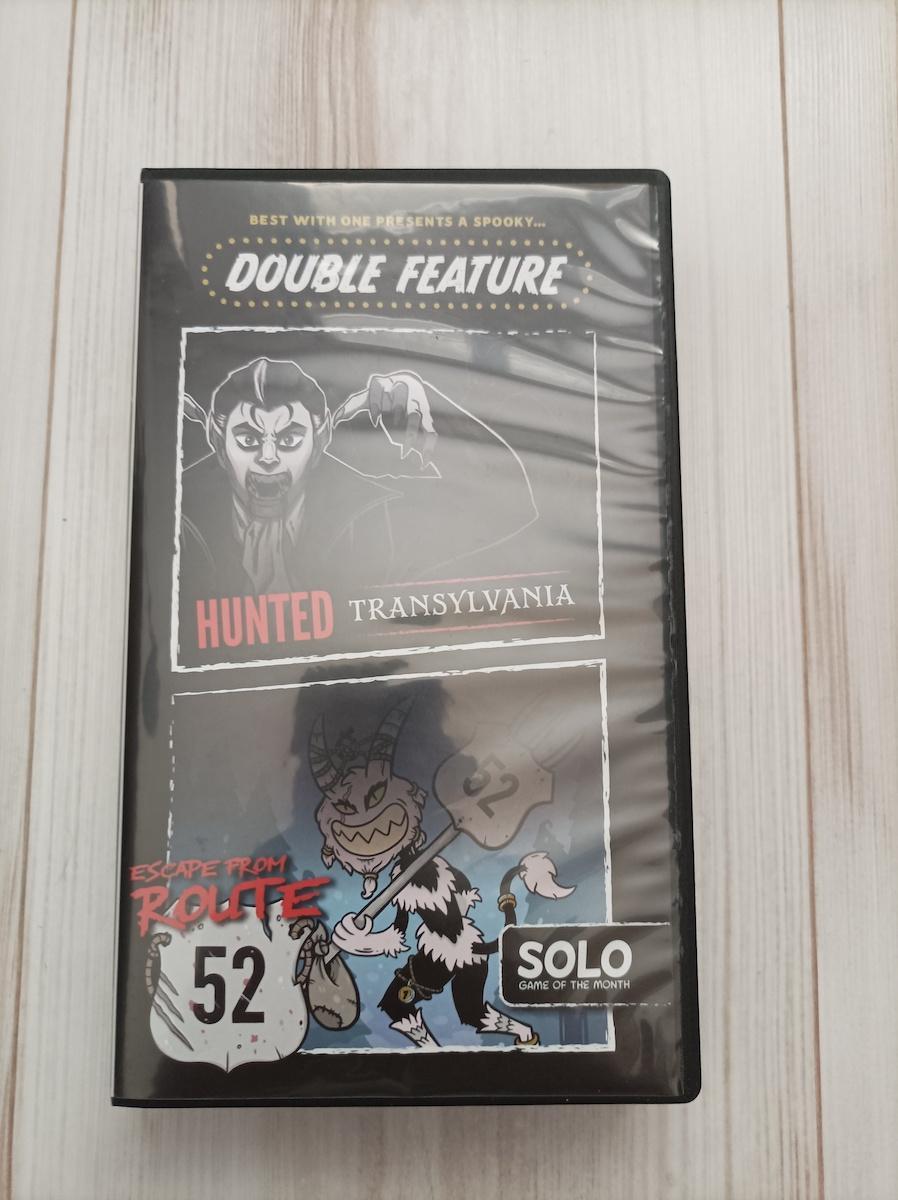 BEST WITH ONE PRESENTS A SPOOKY...
DOUBLE FEATURE
HUNTED TRANSYLVANIA
52
ESCAPE FROM
ROUTE
52
SOLO
GAME OF THE MONTH